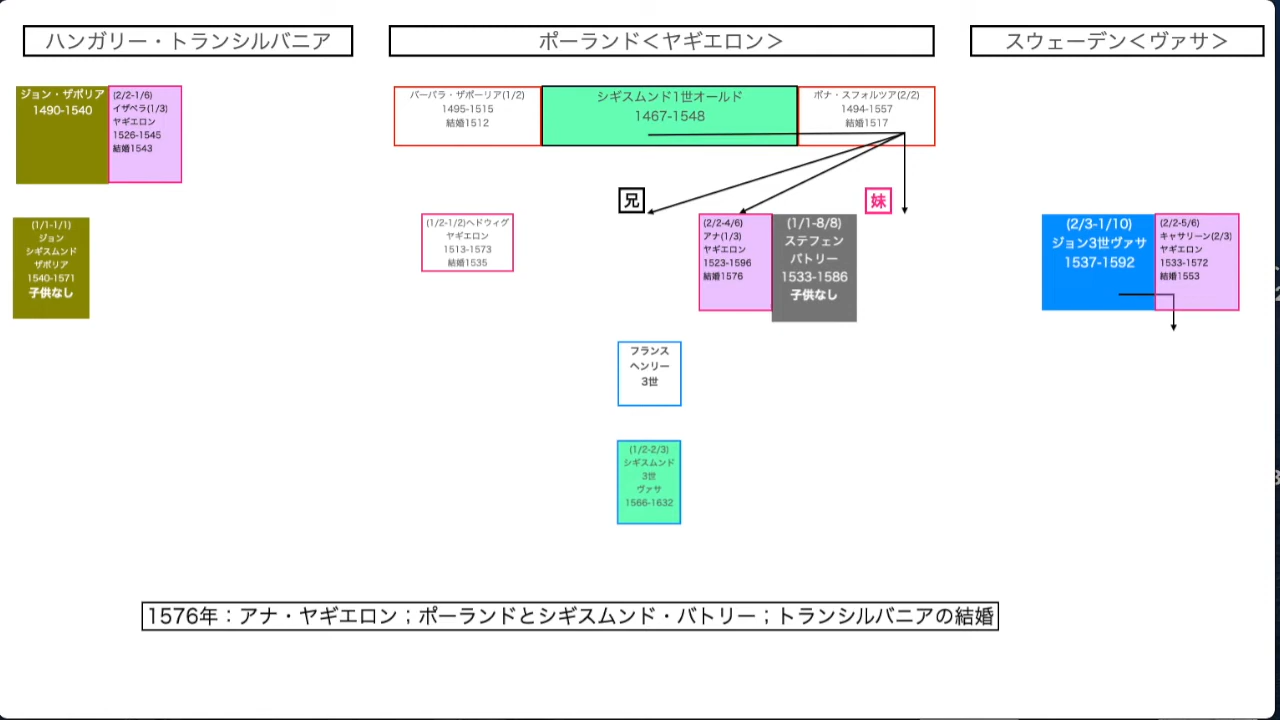 ハンガリー・トランシルバニア
ポーランド＜ヤギエロン＞
スウェーデン＜ヴァサ＞
ジョン・ザポリア
1490-1540
(2/2-1/6)
イザベラ(1/3)
ヤギエロン
1526-1545
結婚1543
バーバラ・ザポーリア(1/2)
1495-1515
結婚1512
シギスムンド1世オールド
1467-1548
ボナ・スフォルツア(2/2)
1494-1557
結婚1517
兄
妹
(1/1-1/1)
ジョン
シギスムンド
ザポリア
1540-1571
子供なし
(1/2-1/2)ヘドウィグ
ヤギエロン
1513-1573
結婚1535
(2/2-4/6)
アナ(1/3)
ヤギエロン
1523-1596
結婚1576
(1/1-8/8)
ステフェン
バトリー
1533-1586
子供なし
(2/3-1/10)
ジョン3世ヴァサ
1537-1592
(2/2-5/6)
キャサリーン(2/3)
ヤギエロン
1533-1572
結婚1553
フランス
ヘンリー
3世
(1/2-2/3)
シギスムンド
3世
ヴァサ
1566-1632
1576年：アナ・ヤギエロン；ポーランドとシギスムンド・バトリー；トランシルバニアの結婚